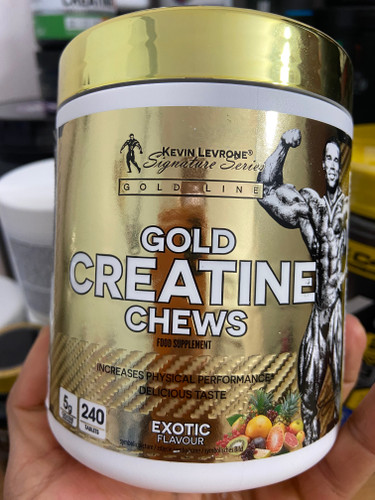 CREATINE
KEVIN LEVRONE®
Signature Series
GOLD LINE
GOLD
CREATINE
CHEWS
FOOD SUPPLEMENT
INCREASES PHYSICAL PERFORMANCE*
DELICIOUS TASTE
5g
240
TABLETS
EXOTIC
FLAVOUR